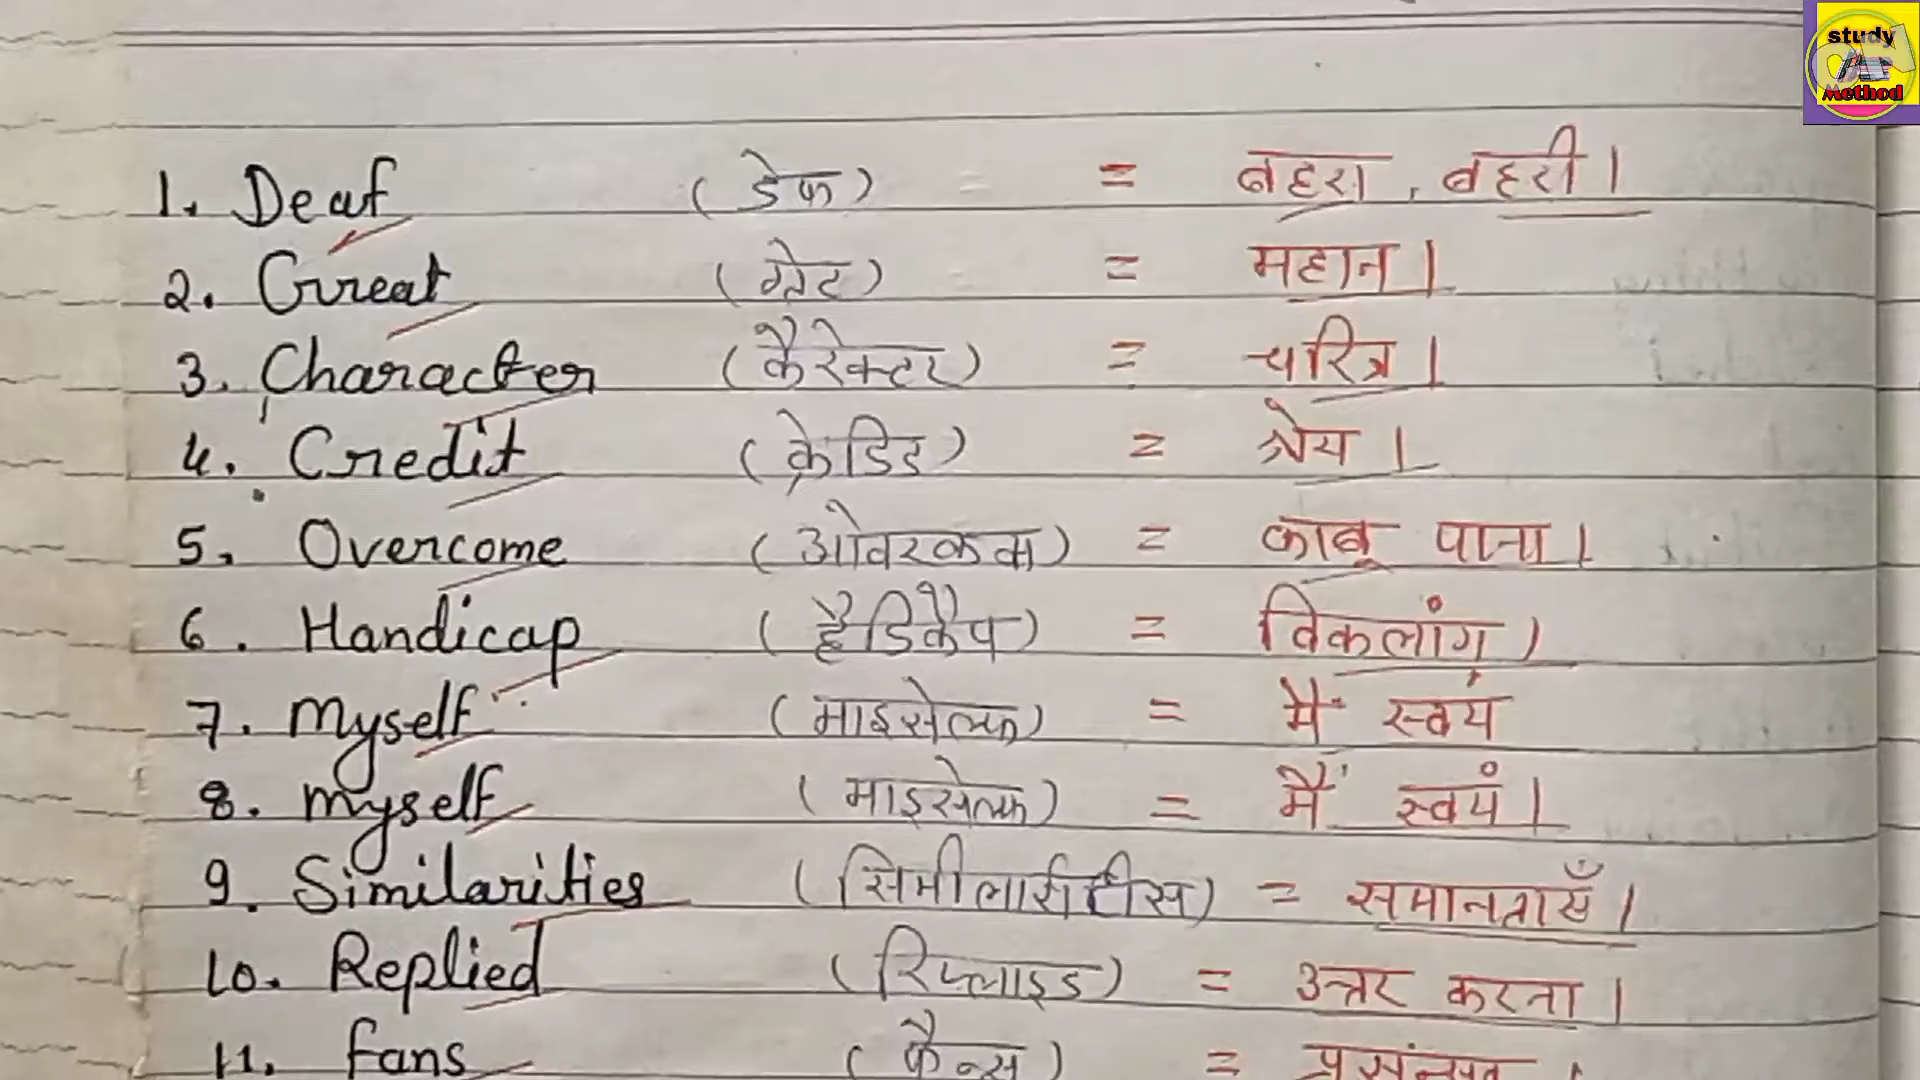 study
Method
1. Deaf (डेफ) = बहरा, बहरी।
2. Great (ग्रेट) = महान।
3. Character (कैरेक्टर) = चरित्र।
4. Credit (क्रेडिट) = श्रेय।
5. Overcome (ओवरकम) = काबू पाना।
6. Handicap (हैडिकैप) = विकलांग।
7. Myself (माइसेल्फ) = मैं स्वयं
8. Myself (माइसेल्फ) = मैं स्वयं।
9. Similarities (सिमीलारीटीस) = समानताएँ।
10. Replied (रिप्लाइड) = उत्तर करना।
11. fans (फैन्स) =